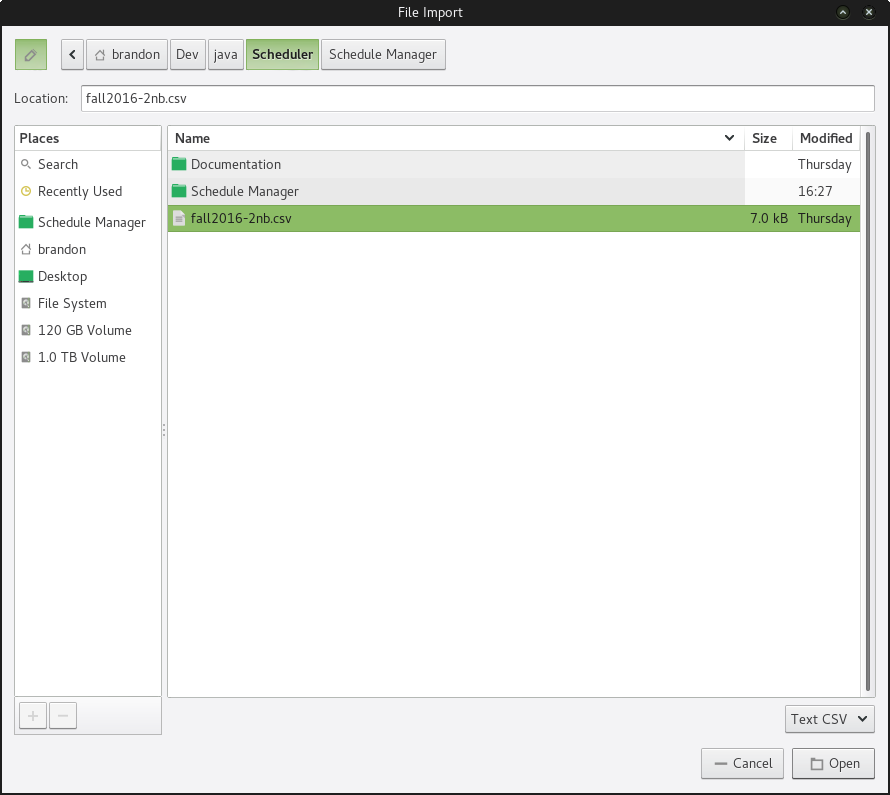 File Import
brandon Dev java Scheduler Schedule Manager
Location: fall2016-2nb.csv
Places
Search
Recently Used
Schedule Manager
brandon
Desktop
File System
120 GB Volume
1.0 TB Volume
Name Size Modified
Documentation Thursday
Schedule Manager 16:27
fall2016-2nb.csv 7.0 kB Thursday
Text CSV
Cancel Open